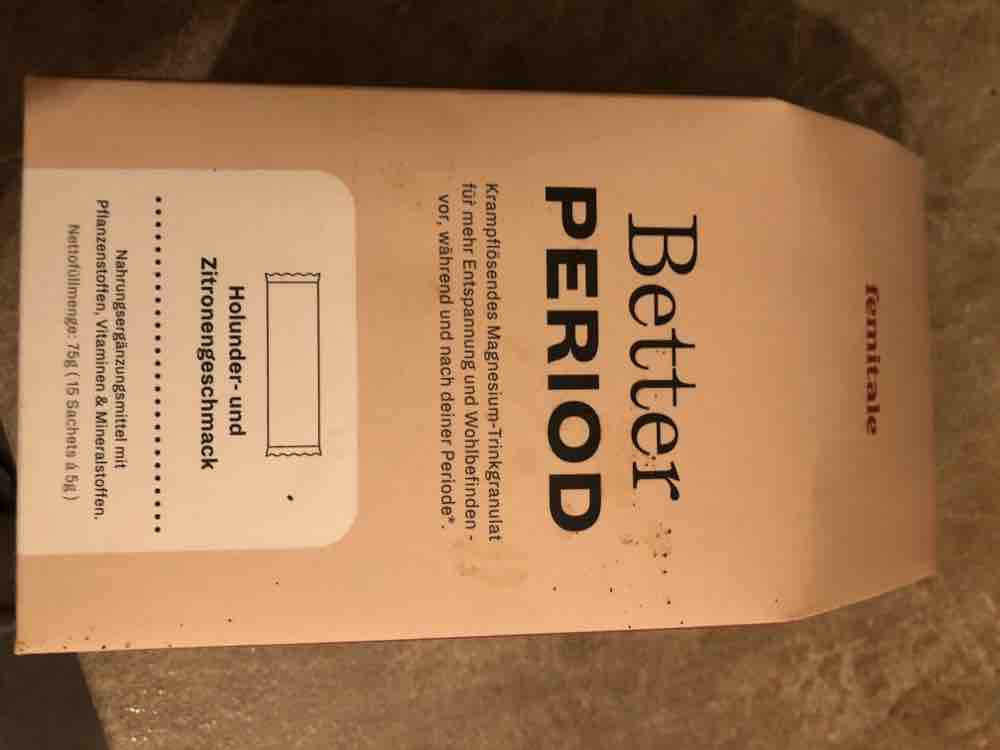 femitale
Better
PERIOD
Krampflösendes Magnesium-Trinkgranulat
für mehr Entspannung und Wohlbefinden -
vor, während und nach deiner Periode*.
Holunder- und
Zitronengeschmack
Nahrungsergänzungsmittel mit
Pflanzenstoffen, Vitaminen & Mineralstoffen.
Nettofüllmenge: 75g ( 15 Sachets à 5g )